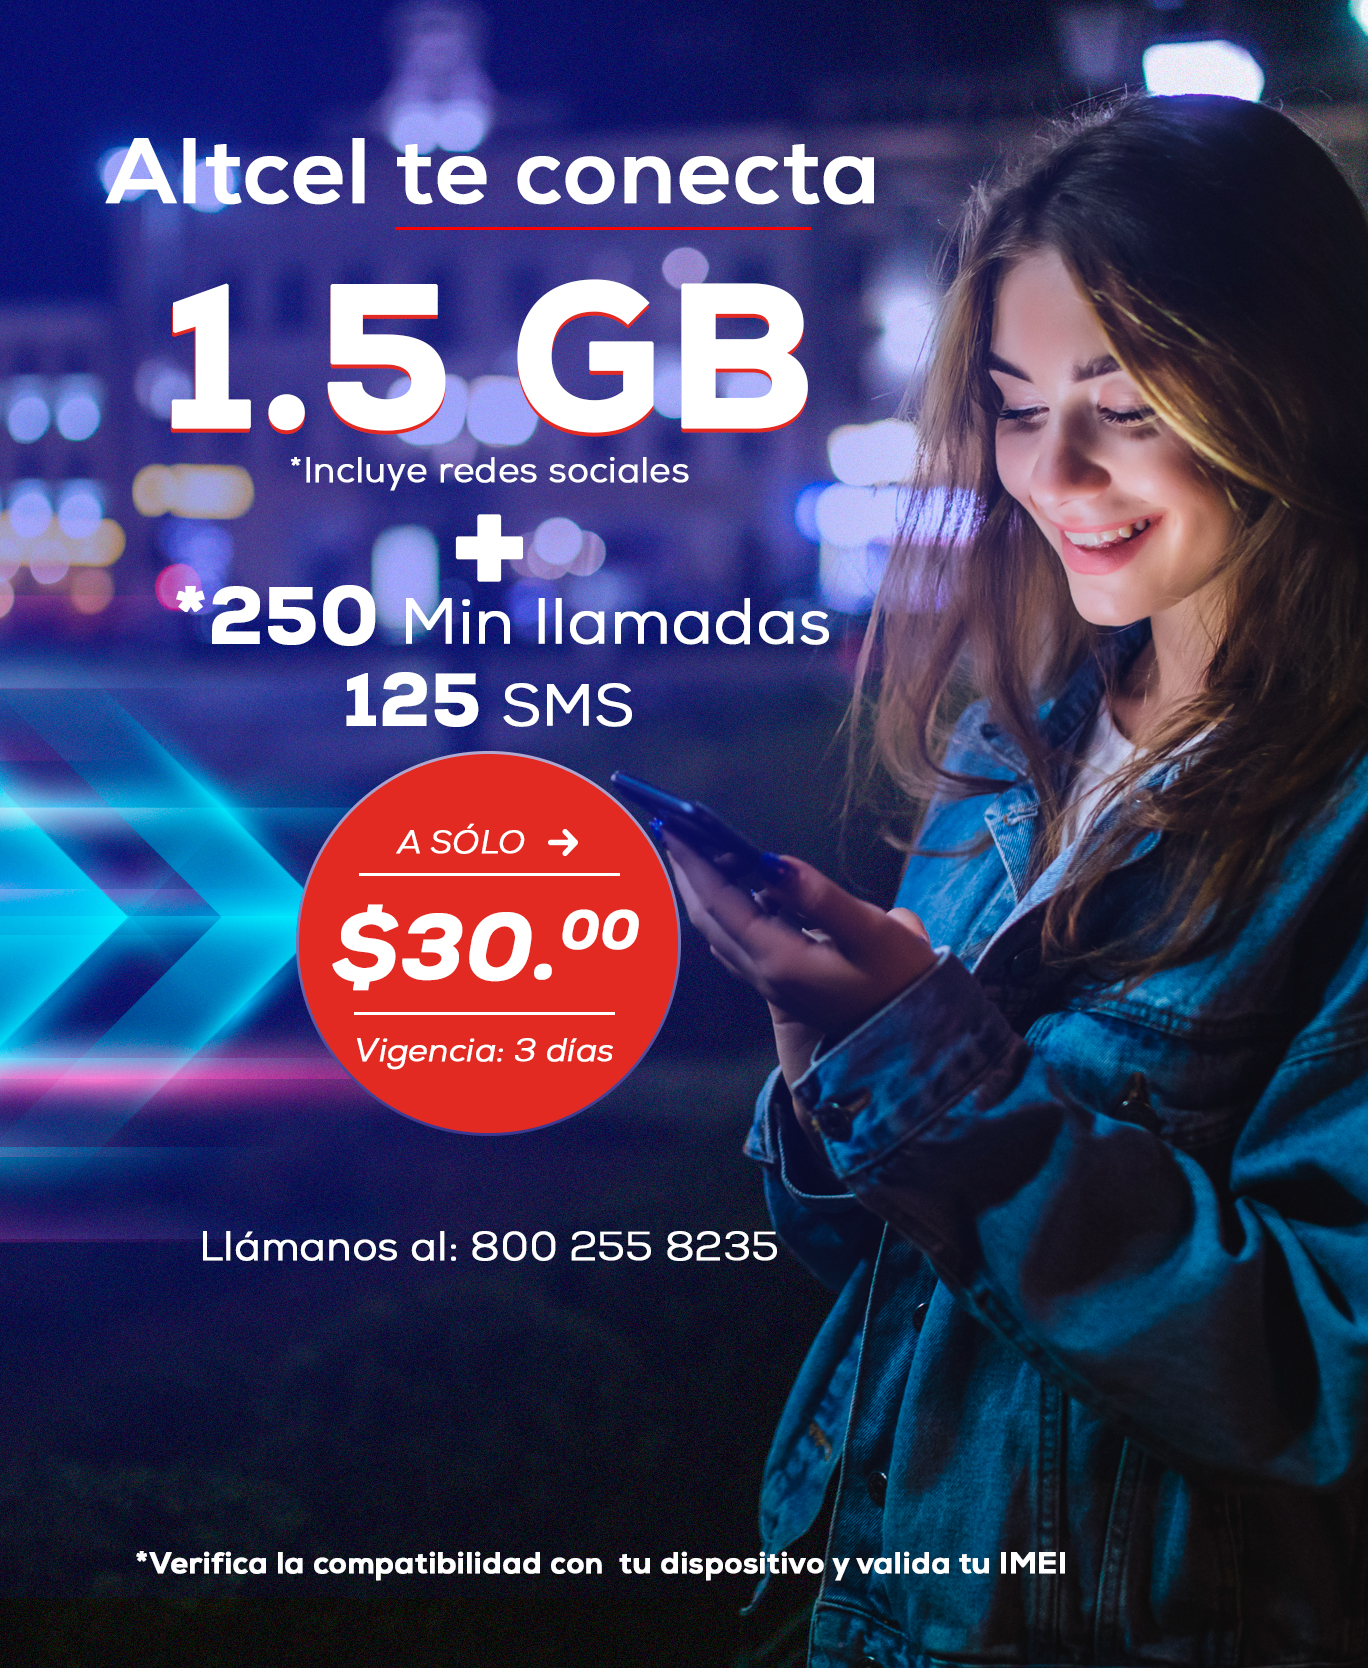 Altcel te conecta
1.5 GB
*Incluye redes sociales
+
*250 Min llamadas
125 SMS
A SÓLO →
$30.00
Vigencia: 3 días
Llámanos al: 800 255 8235
*Verifica la compatibilidad con tu dispositivo y valida tu IMEI